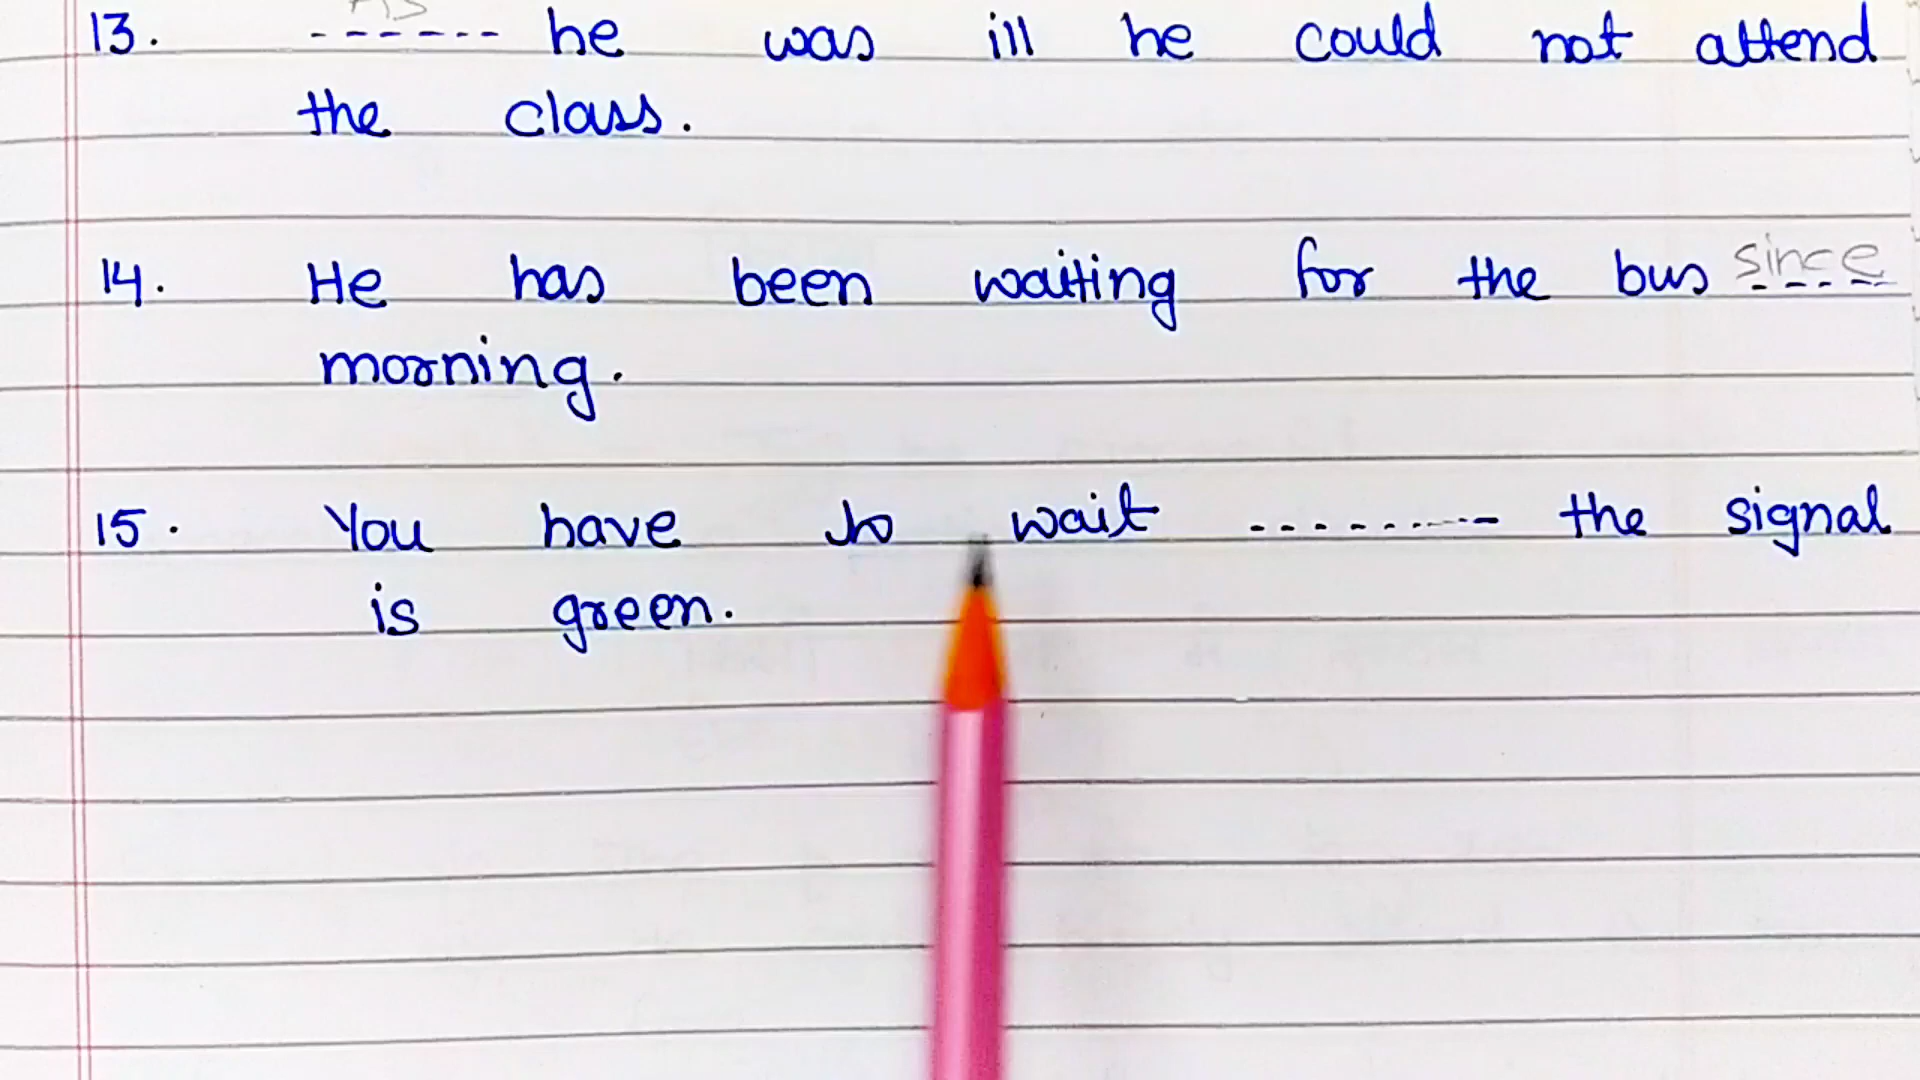 As
13. ------ he was ill he could not attend
the class.
14. He has been waiting for the bus since
morning.
15. You have to wait --------- the signal
is green.